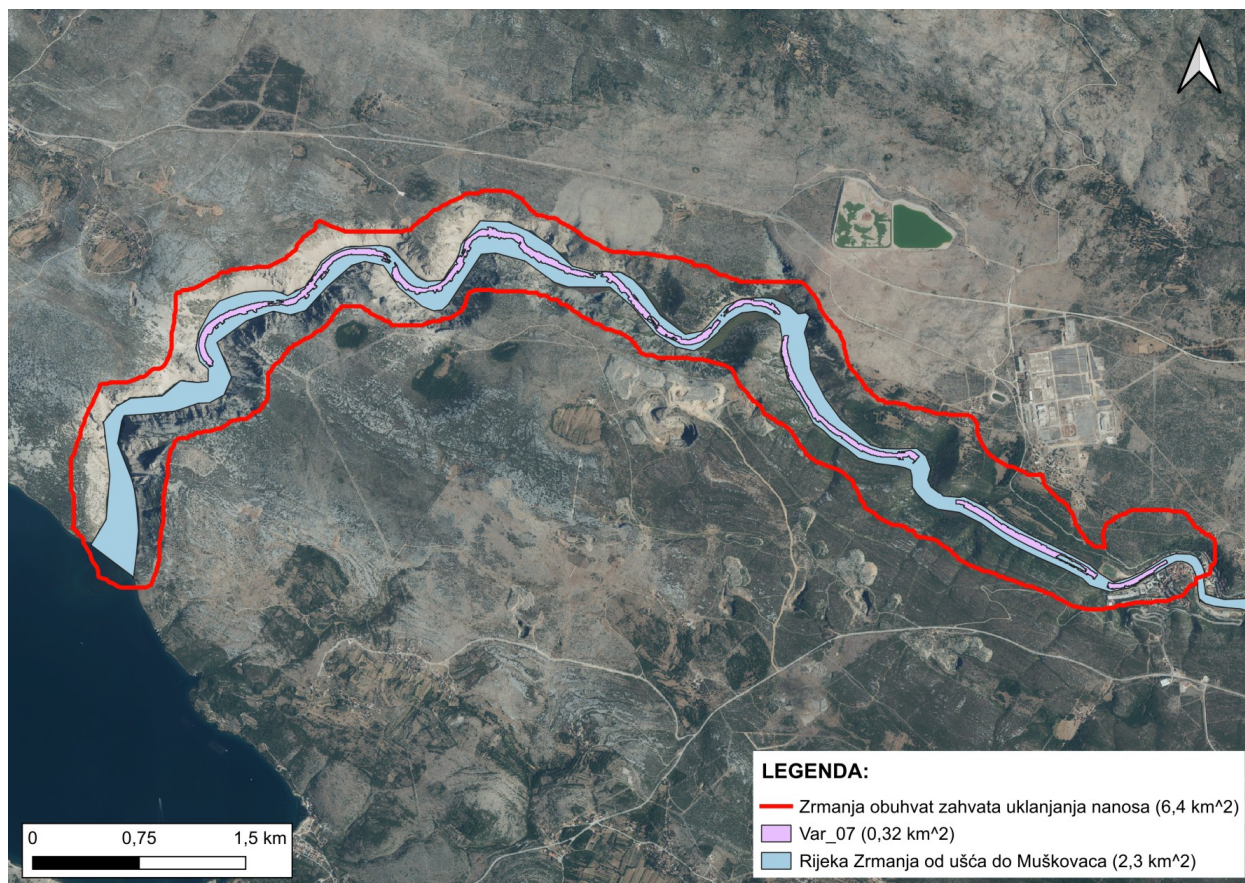 LEGENDA:
Zrmanja obuhvat zahvata uklanjanja nanosa (6,4 km^2)
Var_07 (0,32 km^2)
Rijeka Zrmanja od ušća do Muškovaca (2,3 km^2)
0 0,75 1,5 km